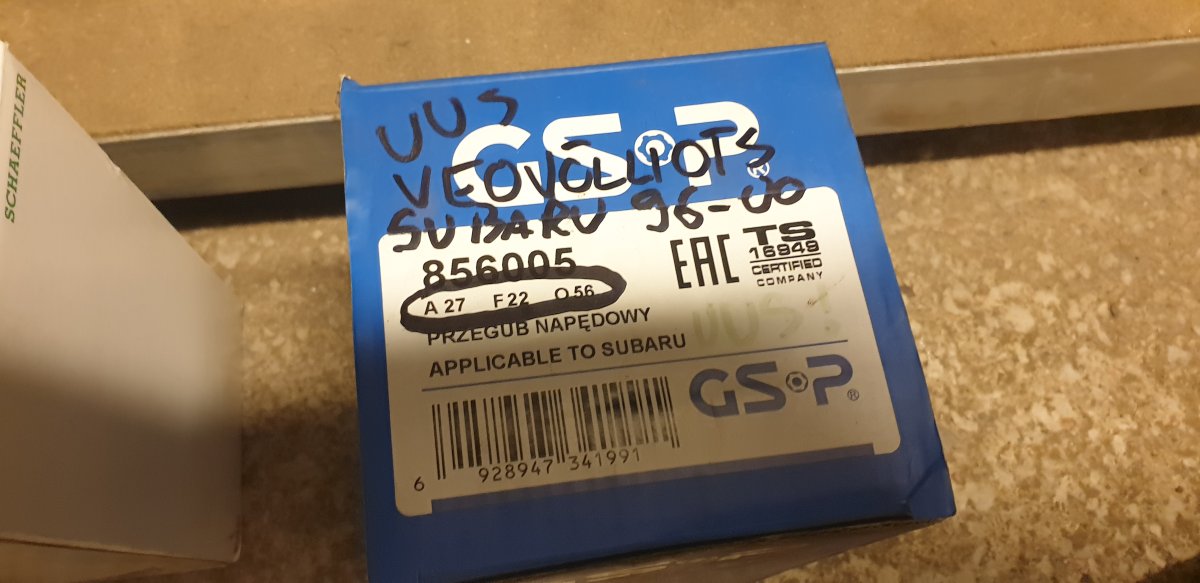 SCHAEFFLER
UUS
GSP®
VEOVÕLLIOTS
SUBARU 96-00
856005
EAC
TS
16949
CERTIFIED
COMPANY
A 27 F 22 O 56
PRZEGUB NAPĘDOWY
UUS!
APPLICABLE TO SUBARU
GSP®
6 928947 341991